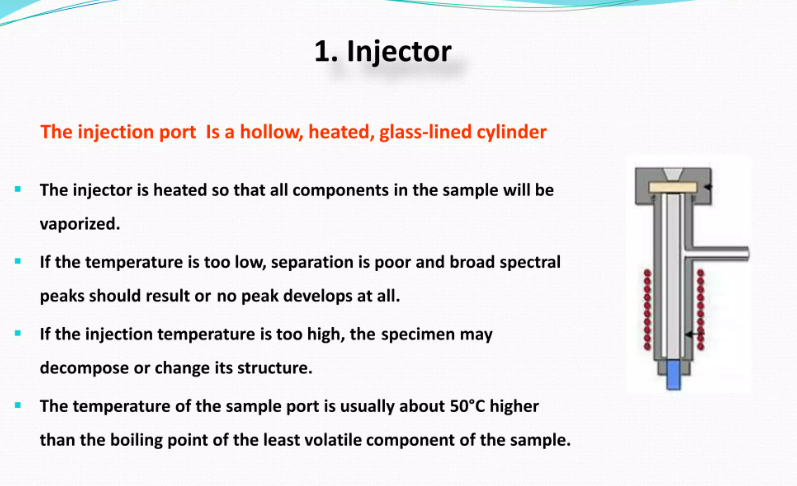 1. Injector
The injection port Is a hollow, heated, glass-lined cylinder
The injector is heated so that all components in the sample will be
vaporized.
If the temperature is too low, separation is poor and broad spectral
peaks should result or no peak develops at all.
If the injection temperature is too high, the specimen may
decompose or change its structure.
The temperature of the sample port is usually about 50°C higher
than the boiling point of the least volatile component of the sample.